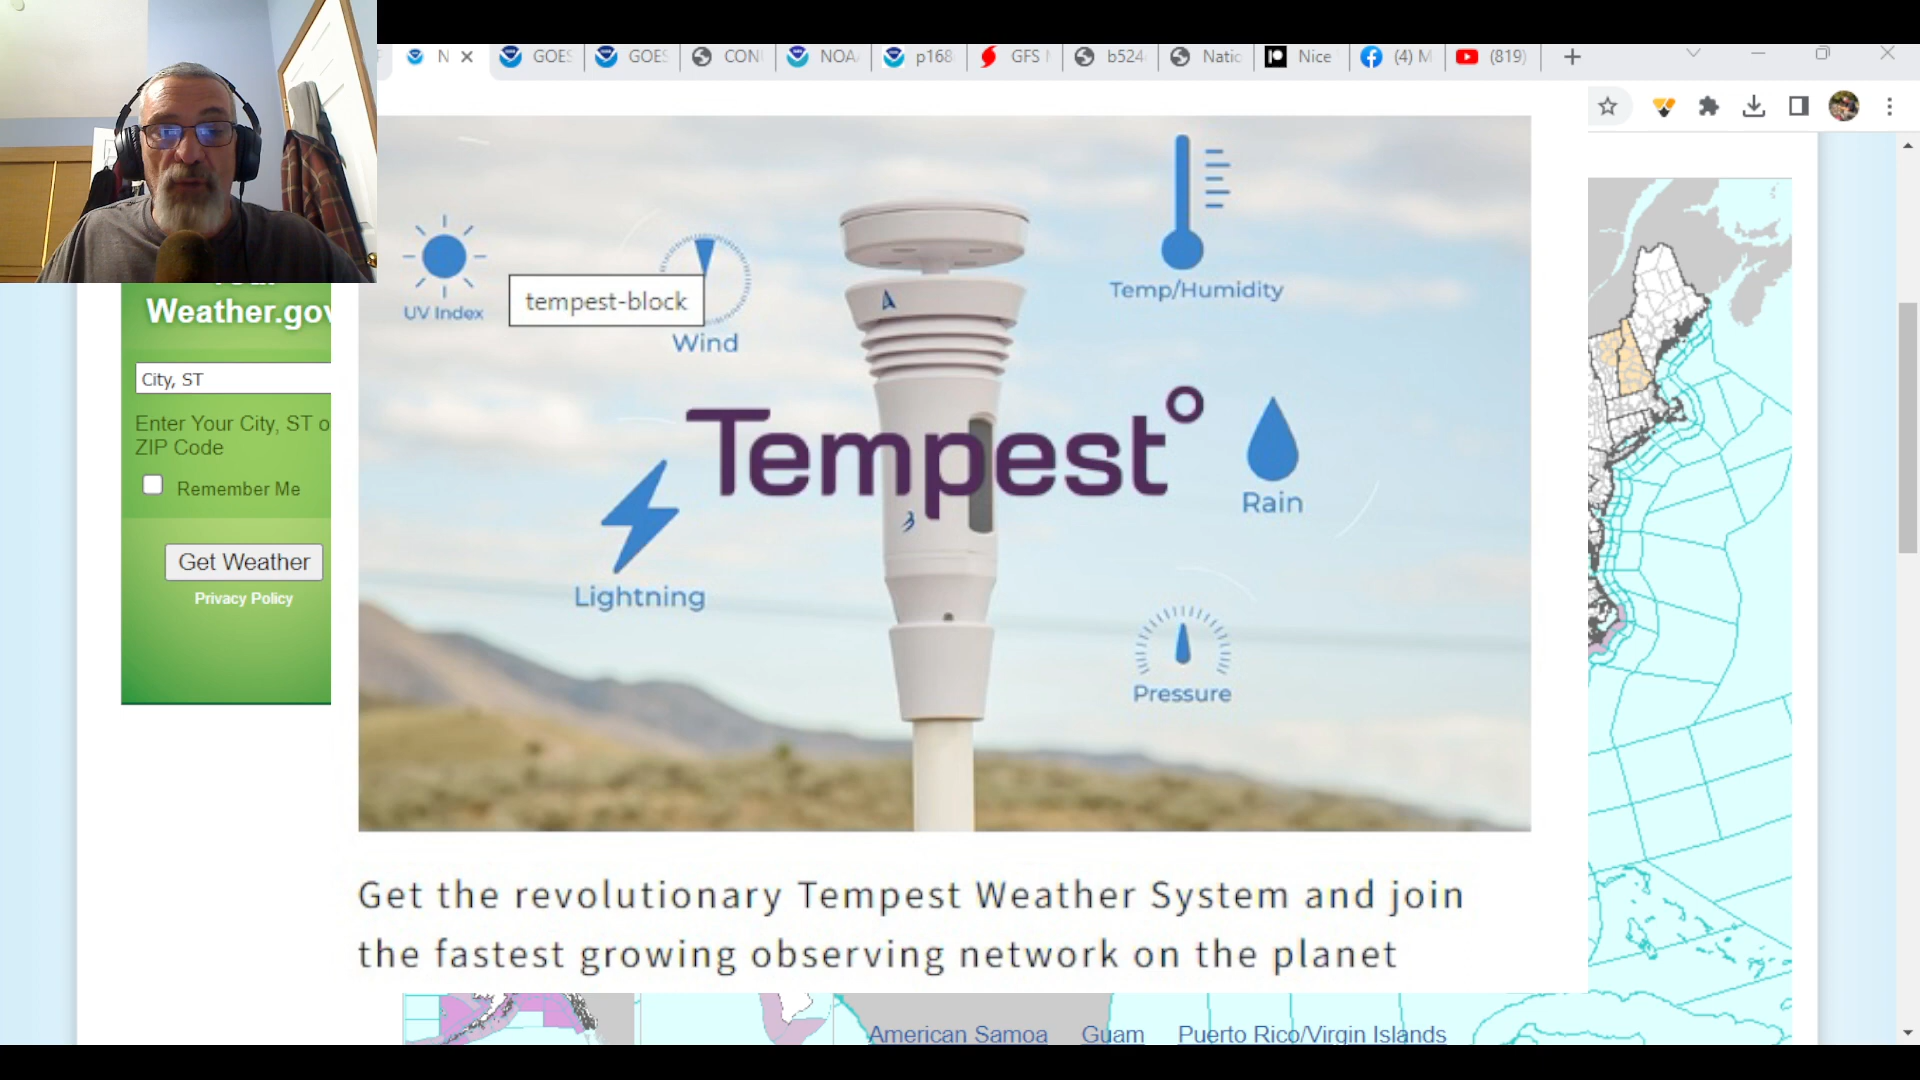 N
GOES
GOES
CON
NOA
p168
GFS
b524
Natio
Nice
(4) M
(819)
Weather.gov
City, ST
Enter Your City, ST o
ZIP Code
Remember Me
Get Weather
Privacy Policy
UV Index
tempest-block
Wind
Temp/Humidity
Tempest°
Lightning
Rain
Pressure
Get the revolutionary Tempest Weather System and join
the fastest growing observing network on the planet
American Samoa Guam Puerto Rico/Virgin Islands